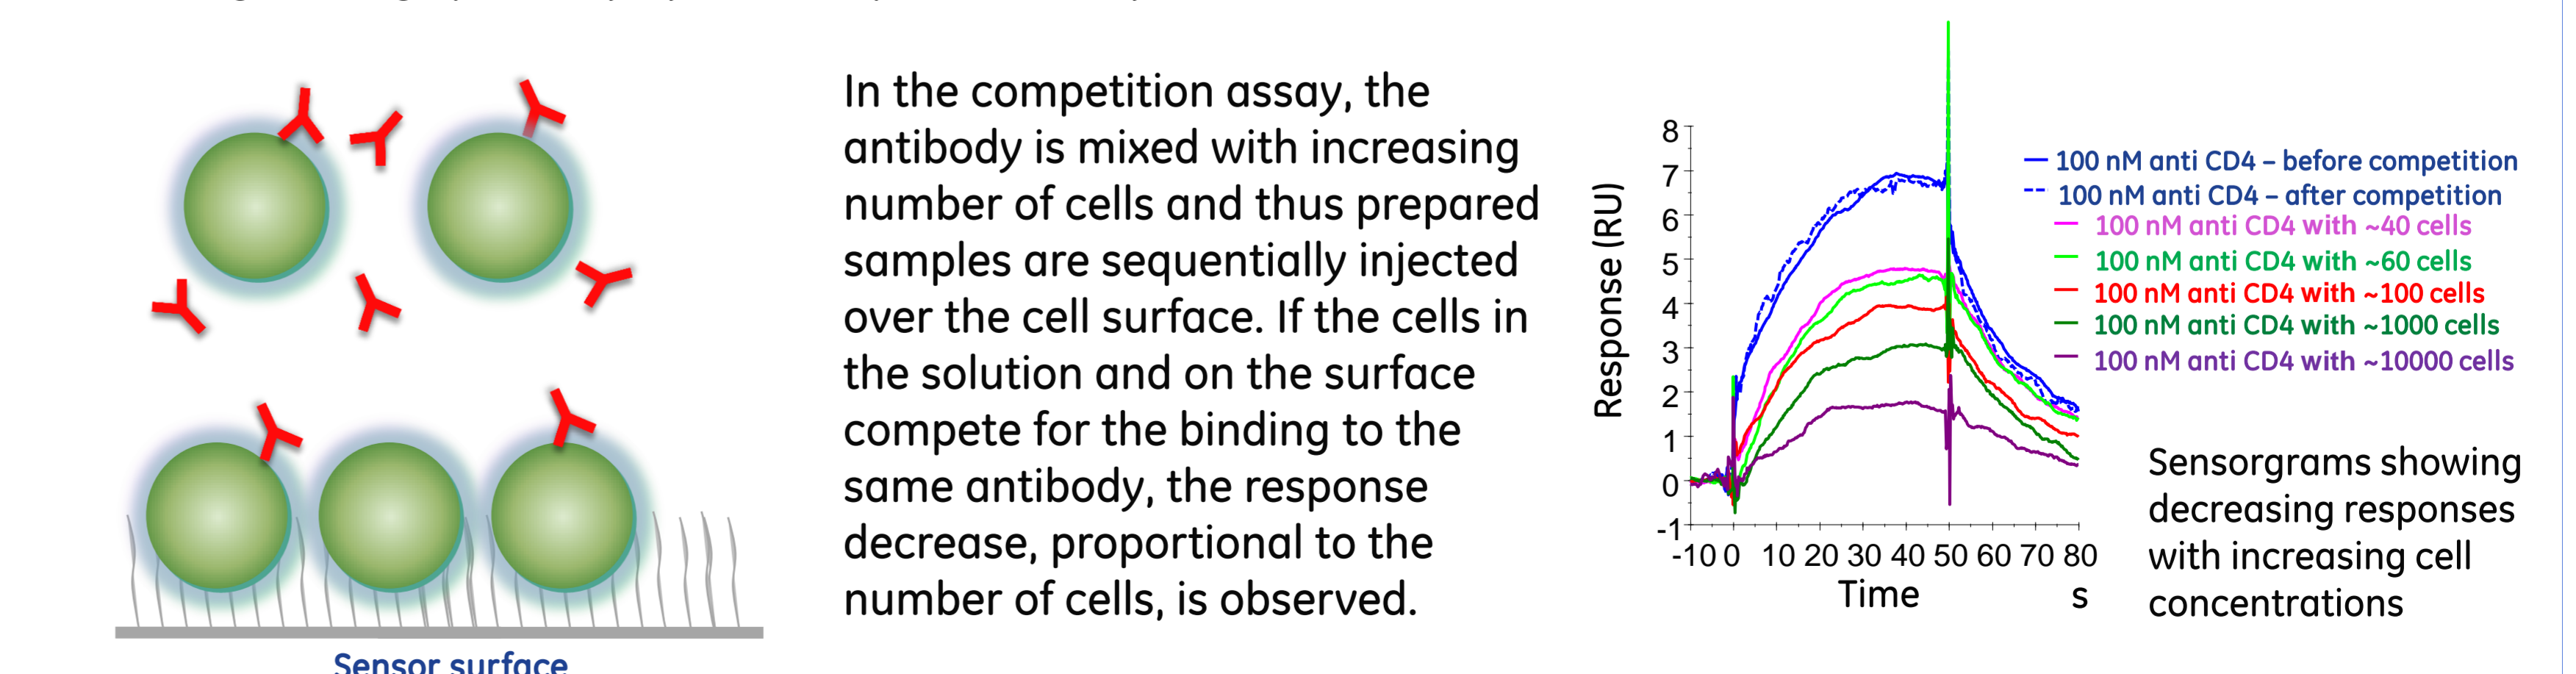 In the competition assay, the
antibody is mixed with increasing
number of cells and thus prepared
samples are sequentially injected
over the cell surface. If the cells in
the solution and on the surface
compete for the binding to the
same antibody, the response
decrease, proportional to the
number of cells, is observed.
Sensor surface
Response (RU)
8
7
6
5
4
3
2
1
0
-1
-10 0 10 20 30 40 50 60 70 80
Time s
100 nM anti CD4 – before competition
100 nM anti CD4 – after competition
100 nM anti CD4 with ~40 cells
100 nM anti CD4 with ~60 cells
100 nM anti CD4 with ~100 cells
100 nM anti CD4 with ~1000 cells
100 nM anti CD4 with ~10000 cells
Sensorgrams showing
decreasing responses
with increasing cell
concentrations